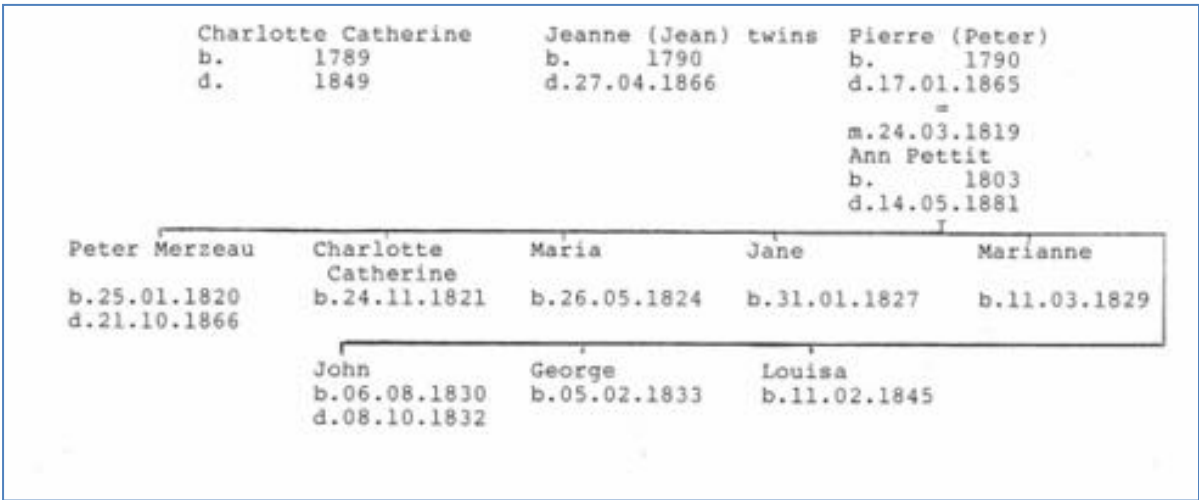 Charlotte Catherine Jeanne (Jean) twins Pierre (Peter)
b. 1789 b. 1790 b. 1790
d. 1849 d.27.04.1866 d.17.01.1865
=
m.24.03.1819
Ann Pettit
b. 1803
d.14.05.1881
Peter Merzeau Charlotte Maria Jane Marianne
Catherine
b.25.01.1820 b.24.11.1821 b.26.05.1824 b.31.01.1827 b.11.03.1829
d.21.10.1866
John George Louisa
b.06.08.1830 b.05.02.1833 b.11.02.1845
d.08.10.1832